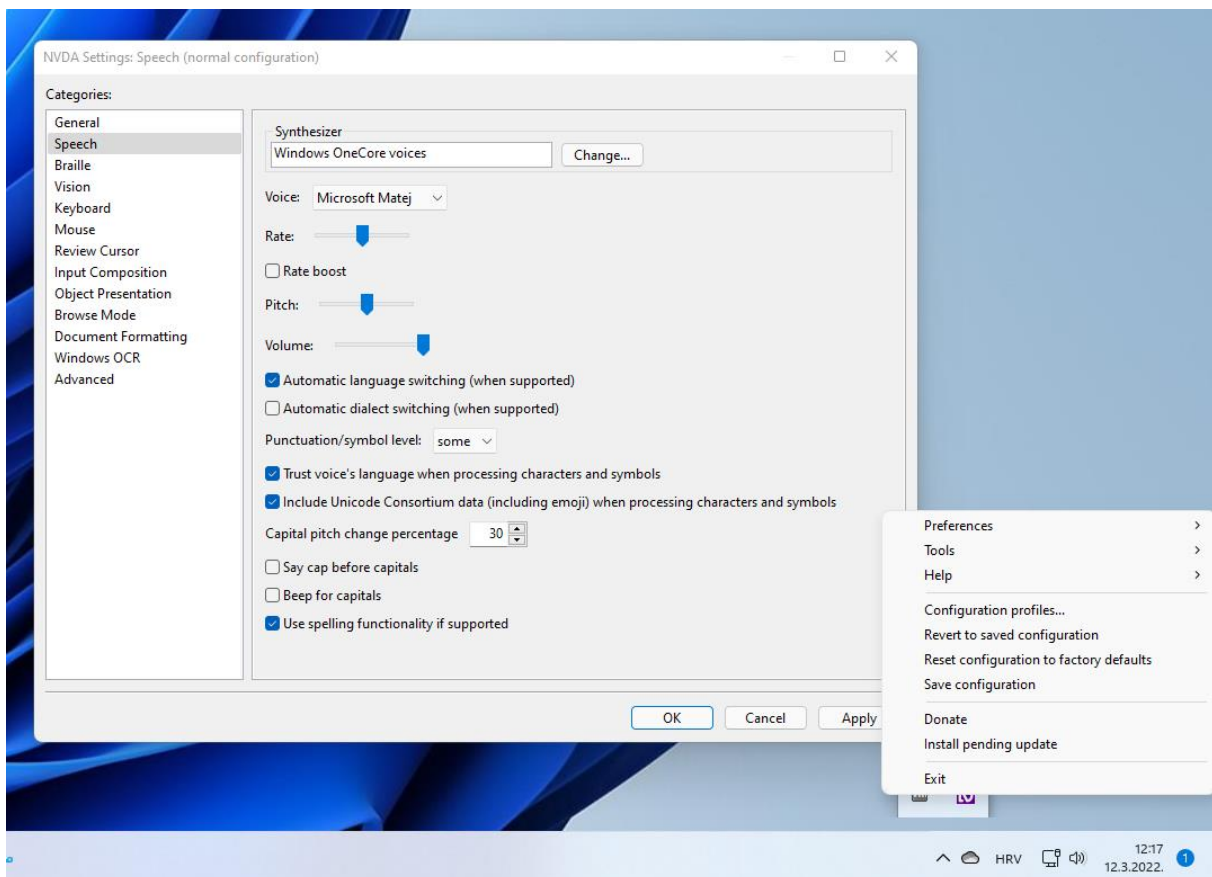 NVDA Settings: Speech (normal configuration)
Categories:
General
Speech
Braille
Vision
Keyboard
Mouse
Review Cursor
Input Composition
Object Presentation
Browse Mode
Document Formatting
Windows OCR
Advanced
Synthesizer
Windows OneCore voices
Change...
Voice: Microsoft Matej
Rate:
Rate boost
Pitch:
Volume:
Automatic language switching (when supported)
Automatic dialect switching (when supported)
Punctuation/symbol level: some
Trust voice's language when processing characters and symbols
Include Unicode Consortium data (including emoji) when processing characters and symbols
Capital pitch change percentage 30
Say cap before capitals
Beep for capitals
Use spelling functionality if supported
OK Cancel Apply
Preferences
Tools
Help
Configuration profiles...
Revert to saved configuration
Reset configuration to factory defaults
Save configuration
Donate
Install pending update
Exit
HRV
12:17
12.3.2022.
1